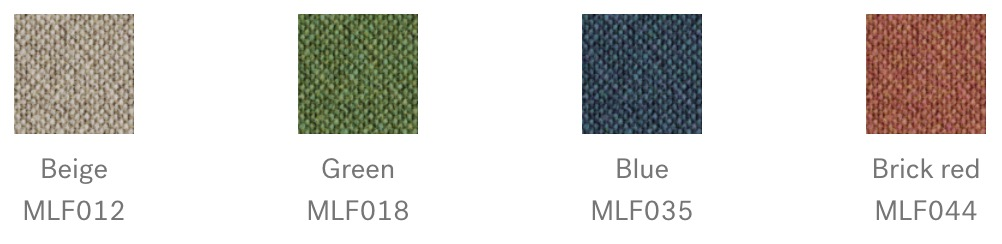 Beige
MLF012
Green
MLF018
Blue
MLF035
Brick red
MLF044